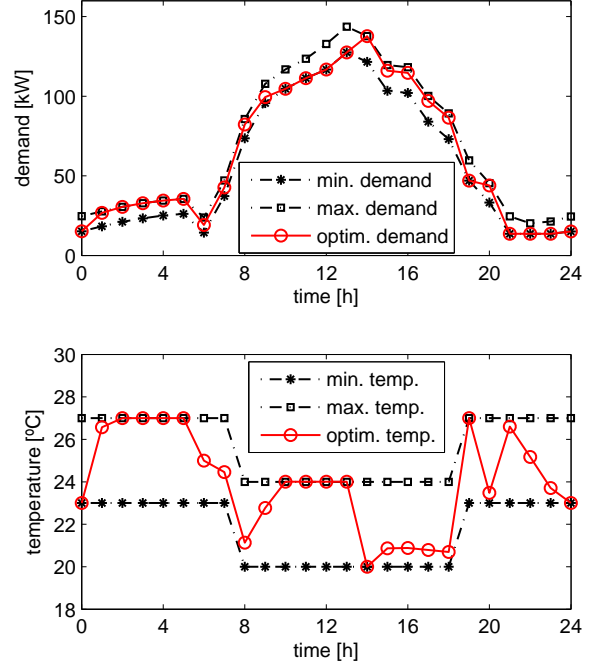 150
100
50
0
demand [kW]
min. demand
max. demand
optim. demand
0 4 8 12 16 20 24
time [h]
30
28
26
24
22
20
18
temperature [ºC]
min. temp.
max. temp.
optim. temp.
0 4 8 12 16 20 24
time [h]